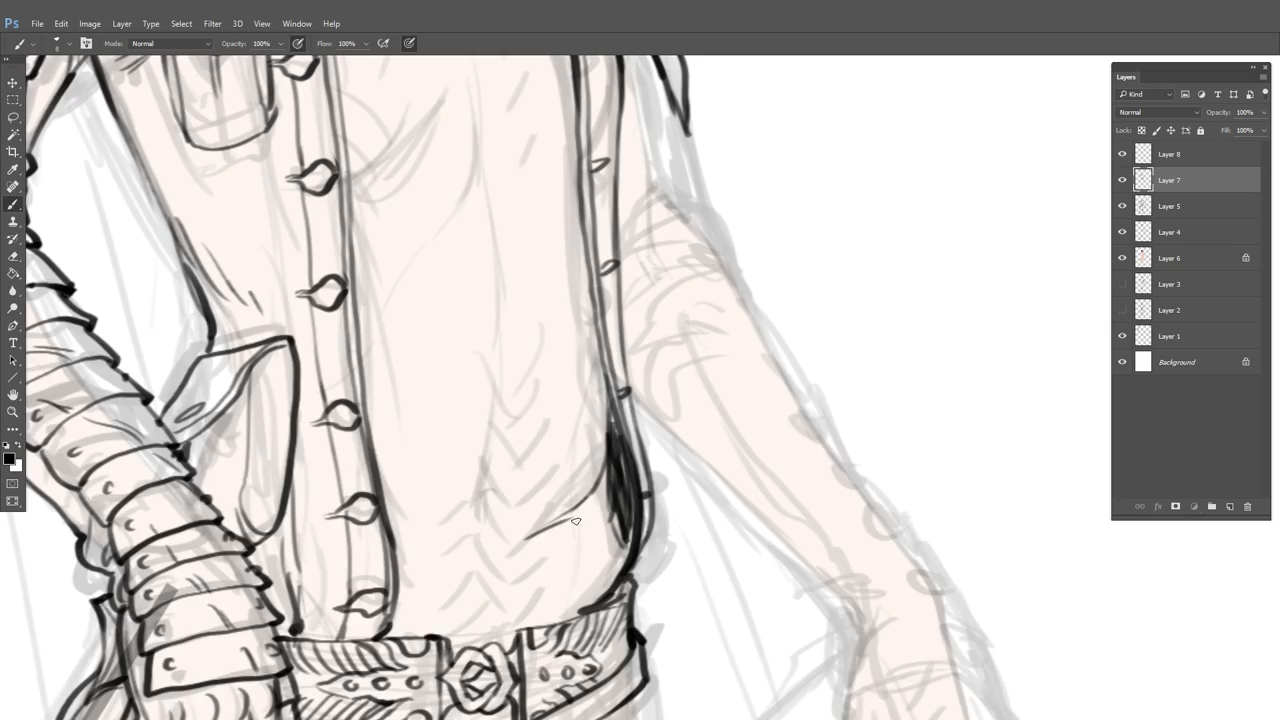 Ps File Edit Image Layer Type Select Filter 3D View Window Help
8 Mode: Normal Opacity: 100% Flow: 100%
Layers
Kind
Normal Opacity: 100%
Lock: Fill: 100%
Layer 8
Layer 7
Layer 5
Layer 4
Layer 6
Layer 3
Layer 2
Layer 1
Background
fx